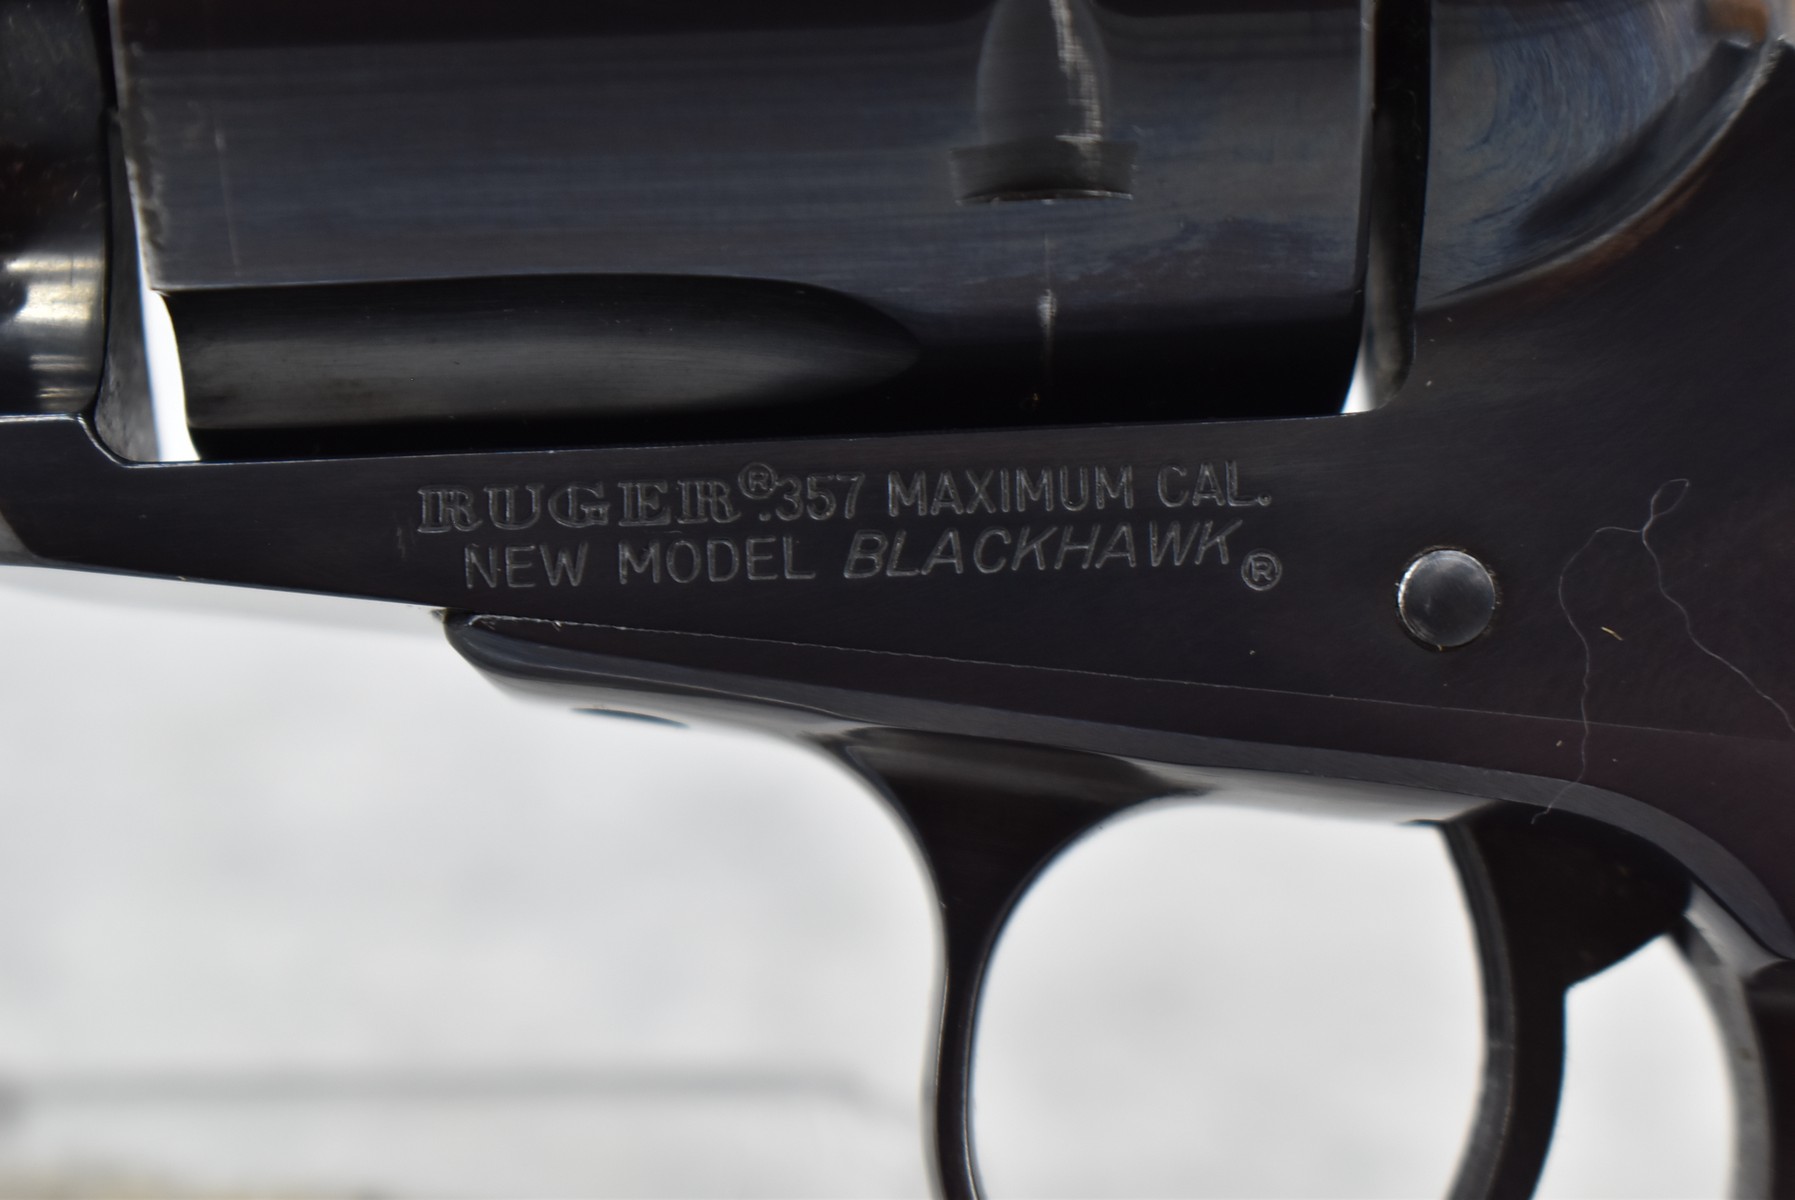 RUGER® .357 MAXIMUM CAL.
NEW MODEL BLACKHAWK®